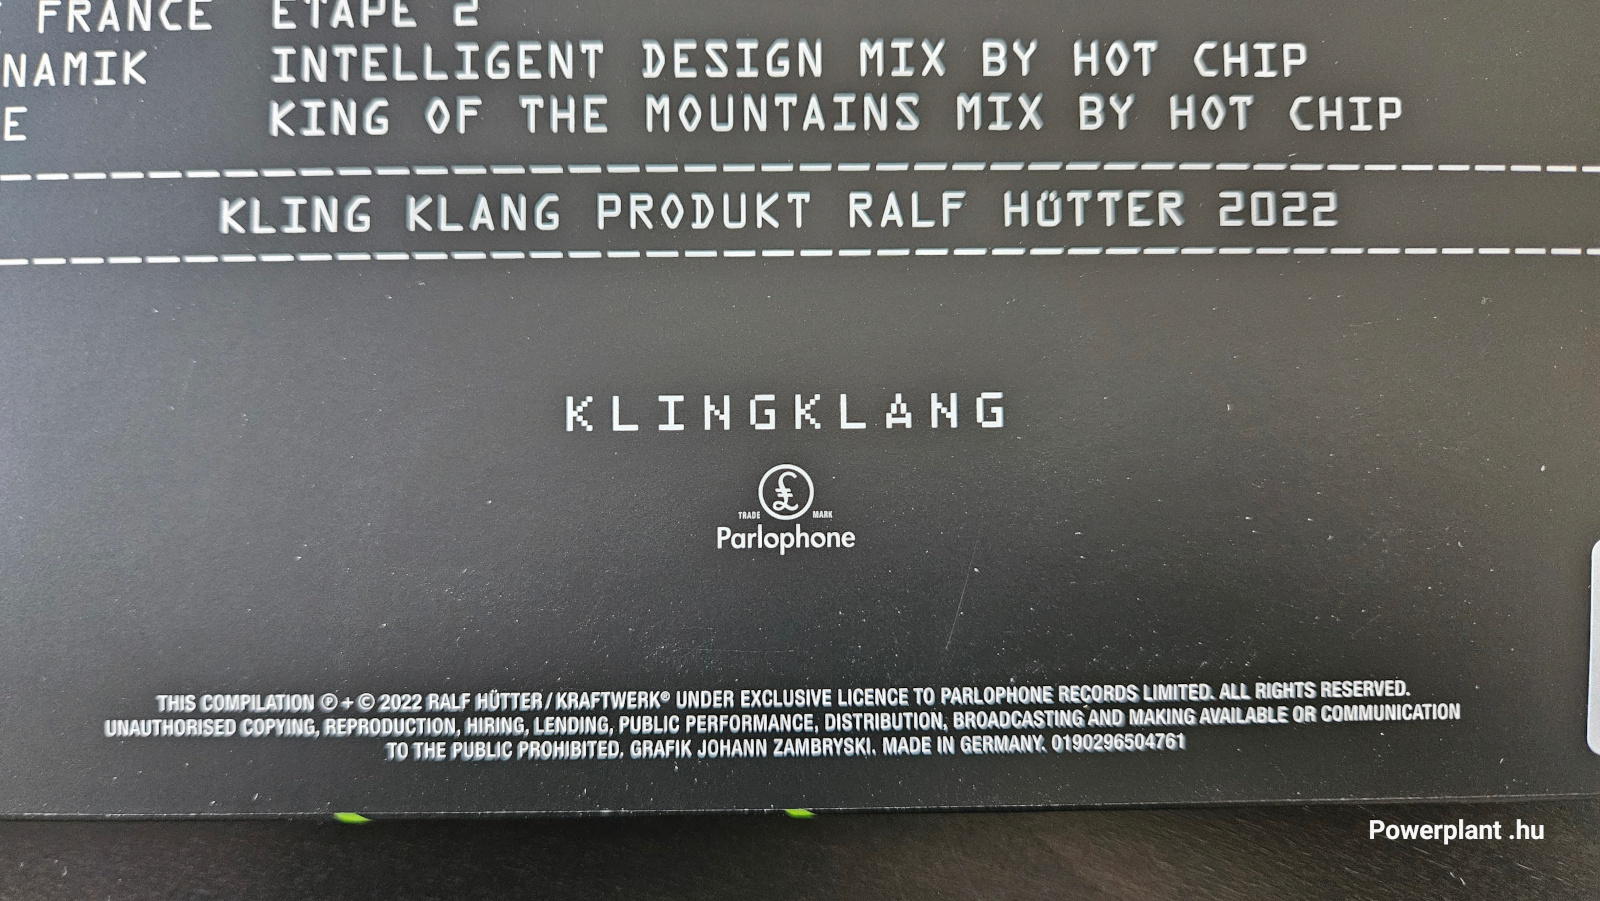 FRANCE ETAPE 2
NAMIK INTELLIGENT DESIGN MIX BY HOT CHIP
E KING OF THE MOUNTAINS MIX BY HOT CHIP
KLING KLANG PRODUKT RALF HÜTTER 2022
KLINGKLANG
£
TRADE MARK
Parlophone
THIS COMPILATION ℗ + © 2022 RALF HÜTTER / KRAFTWERK® UNDER EXCLUSIVE LICENCE TO PARLOPHONE RECORDS LIMITED. ALL RIGHTS RESERVED.
UNAUTHORISED COPYING, REPRODUCTION, HIRING, LENDING, PUBLIC PERFORMANCE, DISTRIBUTION, BROADCASTING AND MAKING AVAILABLE OR COMMUNICATION
TO THE PUBLIC PROHIBITED. GRAFIK JOHANN ZAMBRYSKI. MADE IN GERMANY. 0190296504761
Powerplant .hu